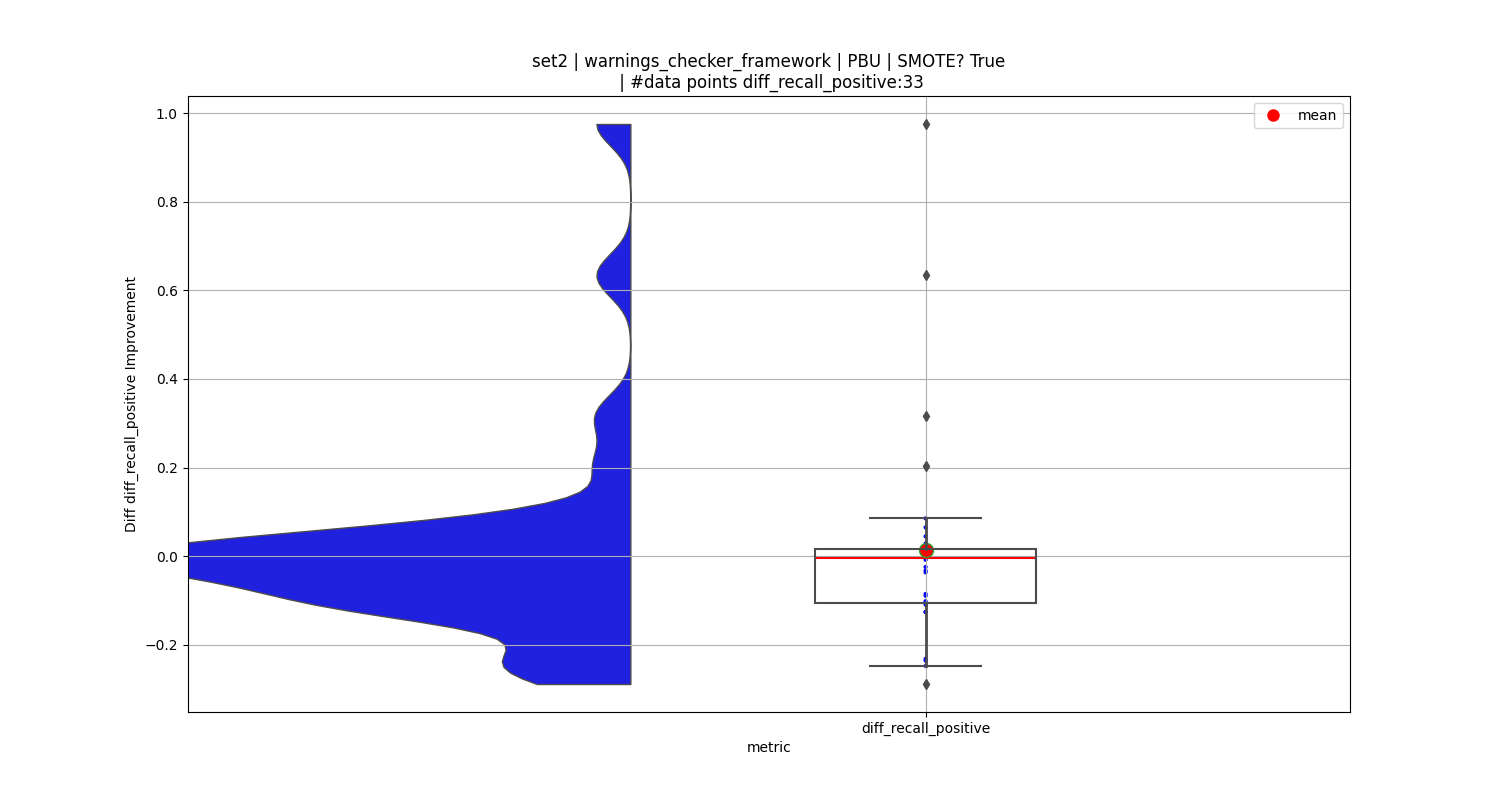 set2 | warnings_checker_framework | PBU | SMOTE? True
| #data points diff_recall_positive:33
mean
1.0
0.8
0.6
0.4
0.2
0.0
−0.2
Diff diff_recall_positive Improvement
diff_recall_positive
metric